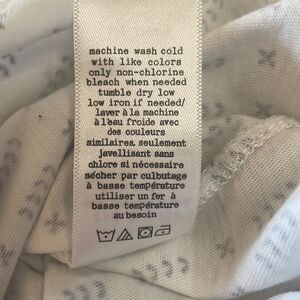 machine wash cold
with like colors
only non-chlorine
bleach when needed
tumble dry low
low iron if needed/
laver à la machine
à l'eau froide avec
des couleurs
similaires, seulement
javellisant sans
chlore si nécessaire
sécher par culbutage
à basse température
utiliser un fer à
basse température
au besoin